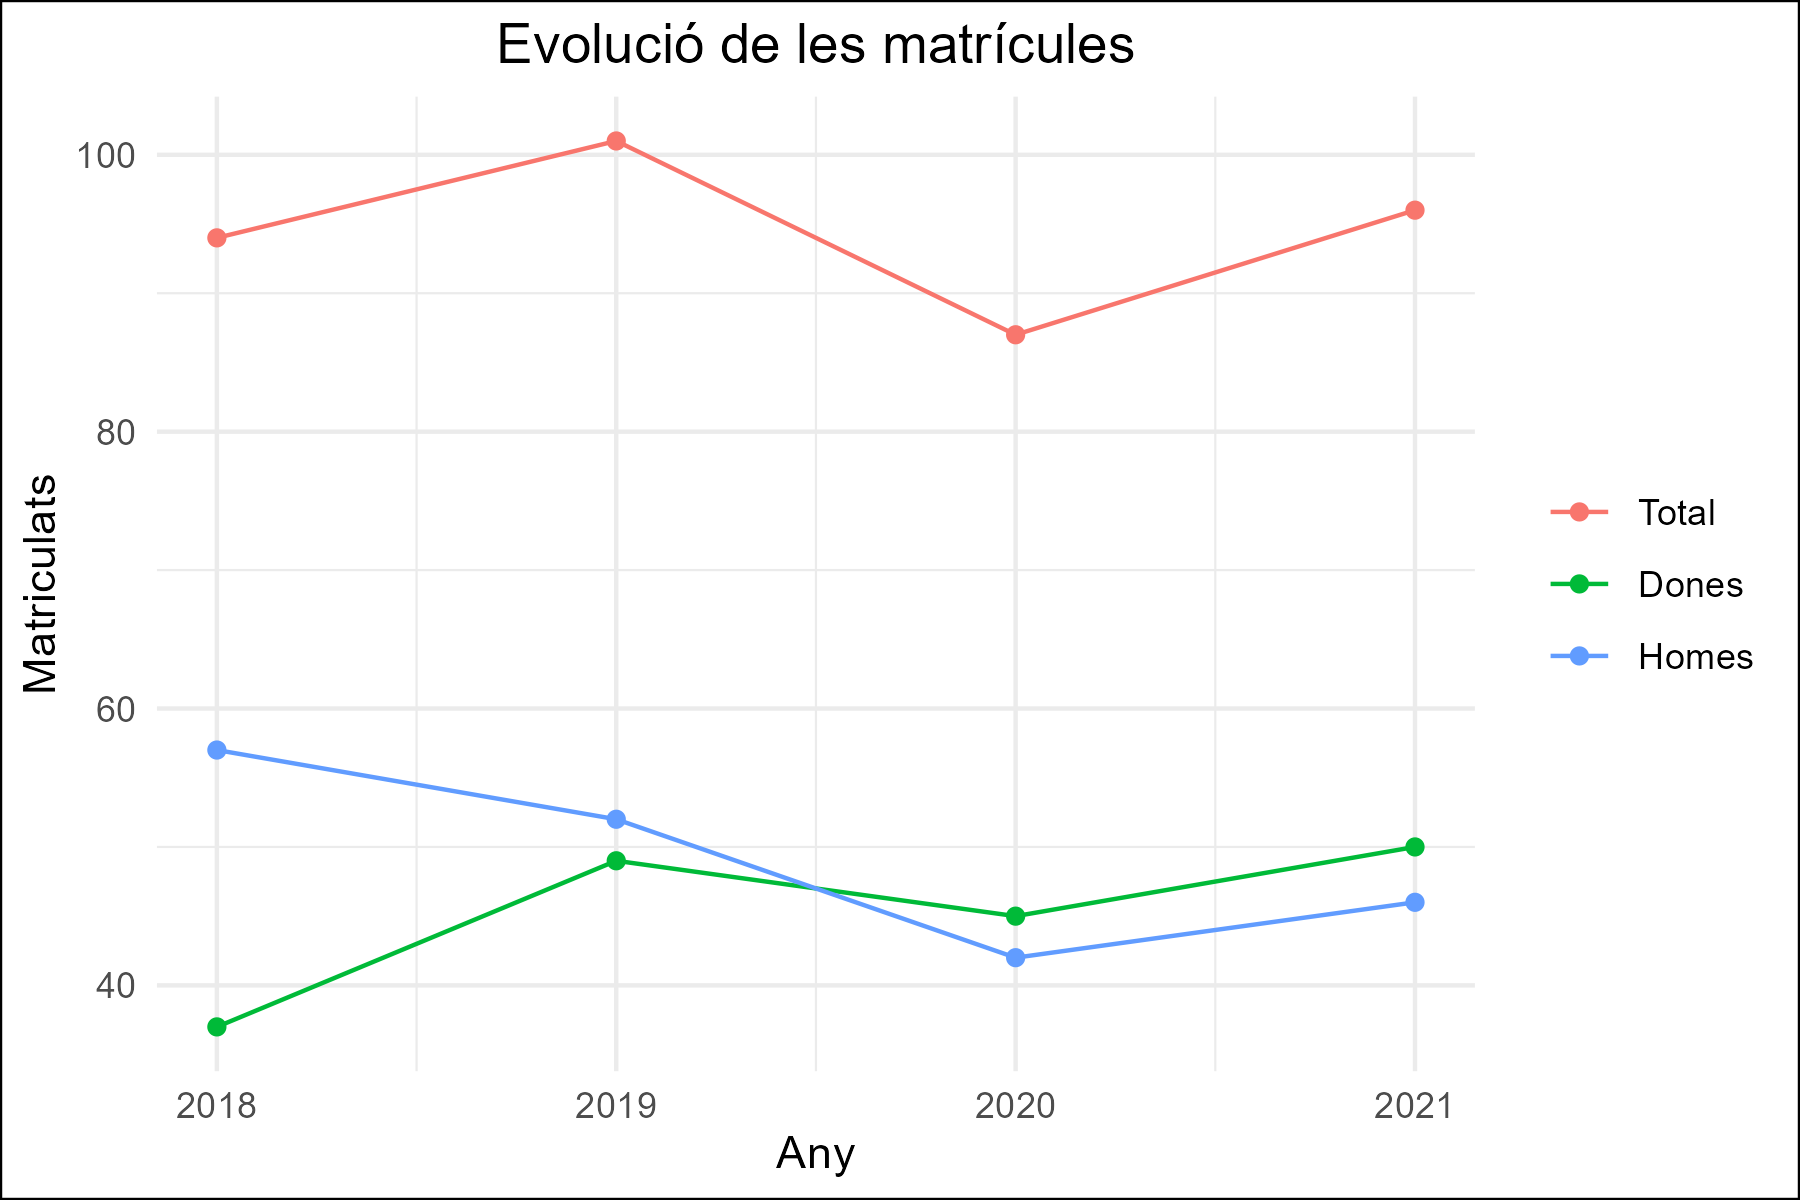 Evolució de les matrícules
100
80
60
40
Matriculats
2018 2019 2020 2021
Any
Total
Dones
Homes